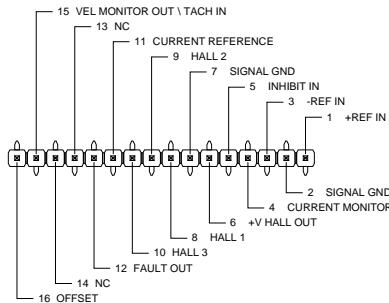 15 VEL MONITOR OUT \ TACH IN
13 NC
11 CURRENT REFERENCE
9 HALL 2
7 SIGNAL GND
5 INHIBIT IN
3 -REF IN
1 +REF IN
2 SIGNAL GND
4 CURRENT MONITOR
6 +V HALL OUT
8 HALL 1
10 HALL 3
12 FAULT OUT
14 NC
16 OFFSET